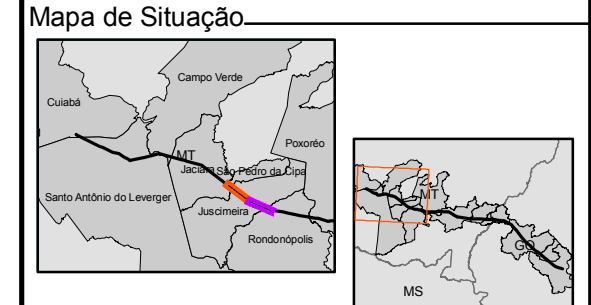 Mapa de Situação
Campo Verde
Cuiabá
Poxoréo
MT
Jaciara São Pedro da Cipa
Santo Antônio do Leverger
Juscimeira
Rondonópolis
MT
GO
MS